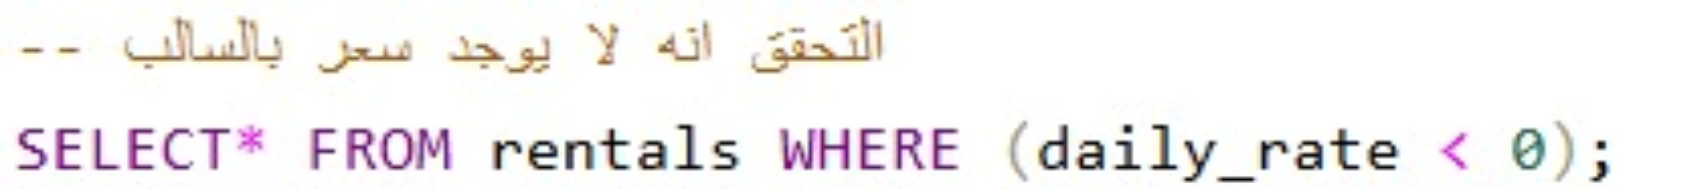 -- التحقق انه لا يوجد سعر بالسالب
SELECT* FROM rentals WHERE (daily_rate < 0);